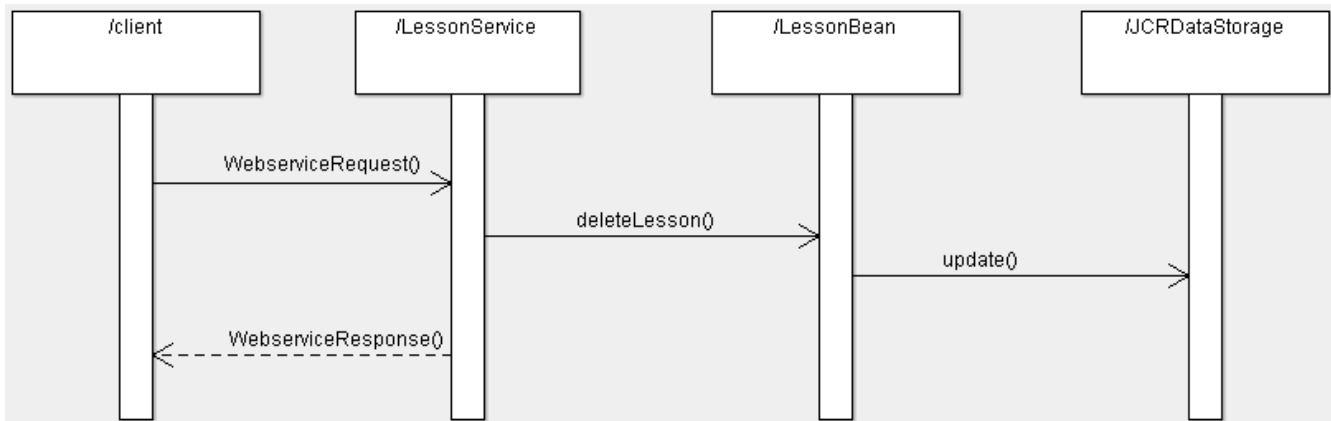 /client
/LessonService
/LessonBean
/JCRDataStorage
WebserviceRequest()
deleteLesson()
update()
WebserviceResponse()